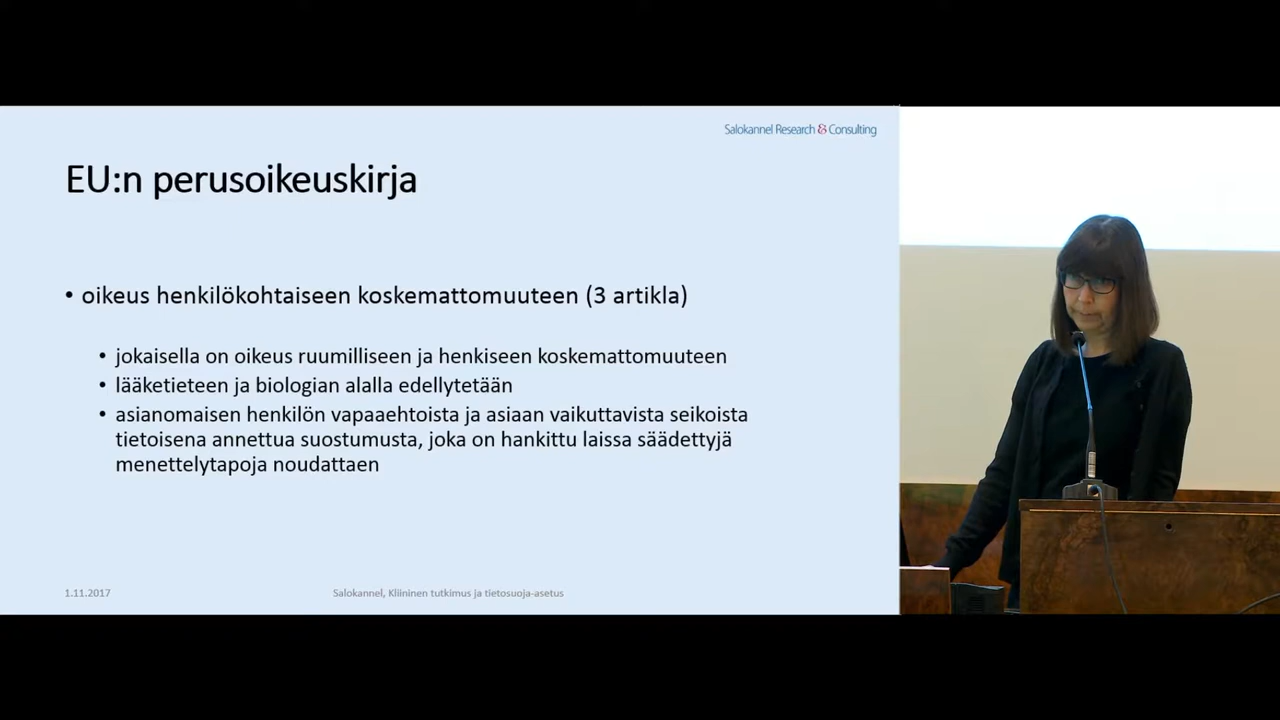 Salokannel Research & Consulting
EU:n perusoikeuskirja
• oikeus henkilökohtaiseen koskemattomuuteen (3 artikla)
• jokaisella on oikeus ruumilliseen ja henkiseen koskemattomuuteen
• lääketieteen ja biologian alalla edellytetään
• asianomaisen henkilön vapaaehtoista ja asiaan vaikuttavista seikoista
tietoisena annettua suostumusta, joka on hankittu laissa säädettyjä
menettelytapoja noudattaen
1.11.2017
Salokannel, Kliininen tutkimus ja tietosuoja-asetus